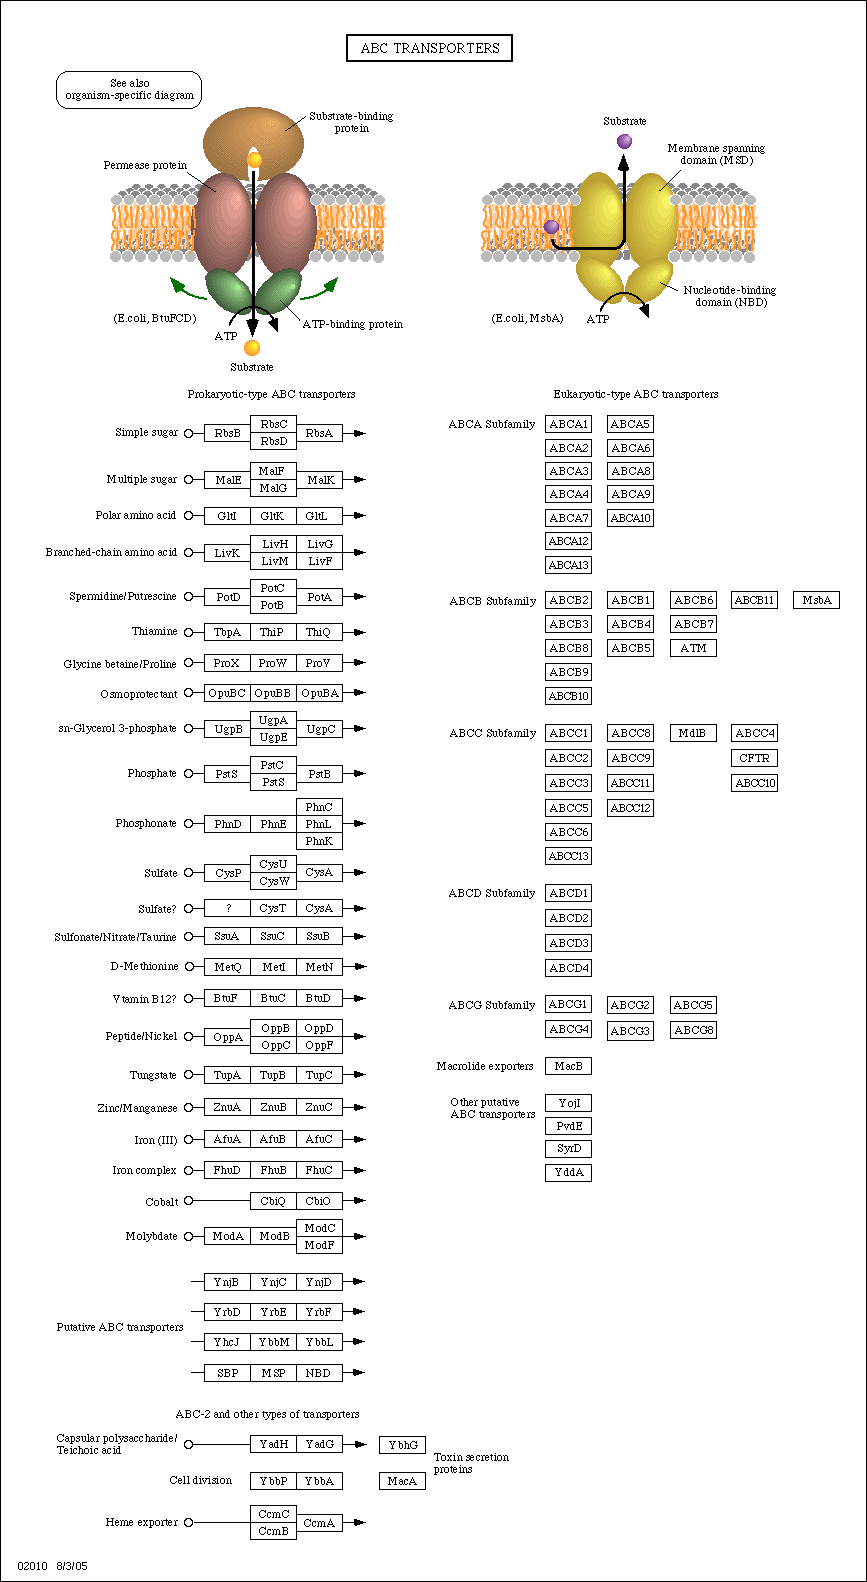 ABC TRANSPORTERS
See also
organism-specific diagram
Substrate-binding
protein
Permease protein
(E.coli, BtuFCD)
ATP
ATP-binding protein
Substrate
Substrate
Membrane spanning
domain (MSD)
Nucleotide-binding
domain (NBD)
(E.coli, MsbA)
ATP
Prokaryotic-type ABC transporters
Simple sugar RbsB RbsC RbsD RbsA
Multiple sugar MalE MalF MalG MalK
Polar amino acid GltI GltK GltL
Branched-chain amino acid LivK LivH LivG LivM LivF
Spermidine/Putrescine PotD PotC PotB PotA
Thiamine TbpA ThiP ThiQ
Glycine betaine/Proline ProX ProW ProV
Osmoprotectant OpuBC OpuBB OpuBA
sn-Glycerol 3-phosphate UgpB UgpA UgpE UgpC
Phosphate PstS PstC PstS PstB
Phosphonate PhnD PhnE PhnC PhnL PhnK
Sulfate CysP CysU CysW CysA
Sulfate? ? CysT CysA
Sulfonate/Nitrate/Taurine SsuA SsuC SsuB
D-Methionine MetQ MetI MetN
Vtamin B12? BtuF BtuC BtuD
Peptide/Nickel OppA OppB OppD OppC OppF
Tungstate TupA TupB TupC
Zinc/Manganese ZnuA ZnuB ZnuC
Iron (III) AfuA AfuB AfuC
Iron complex FhuD FhuB FhuC
Cobalt CbiQ CbiO
Molybdate ModA ModB ModC ModF
Putative ABC transporters
YnjB YnjC YnjD
YrbD YrbE YrbF
YhcJ YbbM YbbL
SBP MSP NBD
ABC-2 and other types of transporters
Capsular polysaccharide/
Teichoic acid
YadH YadG YbhG
Toxin secretion
proteins
Cell division YbbP YbbA MacA
Heme exporter CcmC CcmB CcmA
Eukaryotic-type ABC transporters
ABCA Subfamily ABCA1 ABCA5
ABCA2 ABCA6
ABCA3 ABCA8
ABCA4 ABCA9
ABCA7 ABCA10
ABCA12
ABCA13
ABCB Subfamily ABCB2 ABCB1 ABCB6 ABCB11 MsbA
ABCB3 ABCB4 ABCB7
ABCB8 ABCB5 ATM
ABCB9
ABCB10
ABCC Subfamily ABCC1 ABCC8 MdlB ABCC4
ABCC2 ABCC9 CFTR
ABCC3 ABCC11 ABCC10
ABCC5 ABCC12
ABCC6
ABCC13
ABCD Subfamily ABCD1
ABCD2
ABCD3
ABCD4
ABCG Subfamily ABCG1 ABCG2 ABCG5
ABCG4 ABCG3 ABCG8
Macrolide exporters MacB
Other putative
ABC transporters
YojI
PvdE
SyrD
YddA
02010 8/3/05